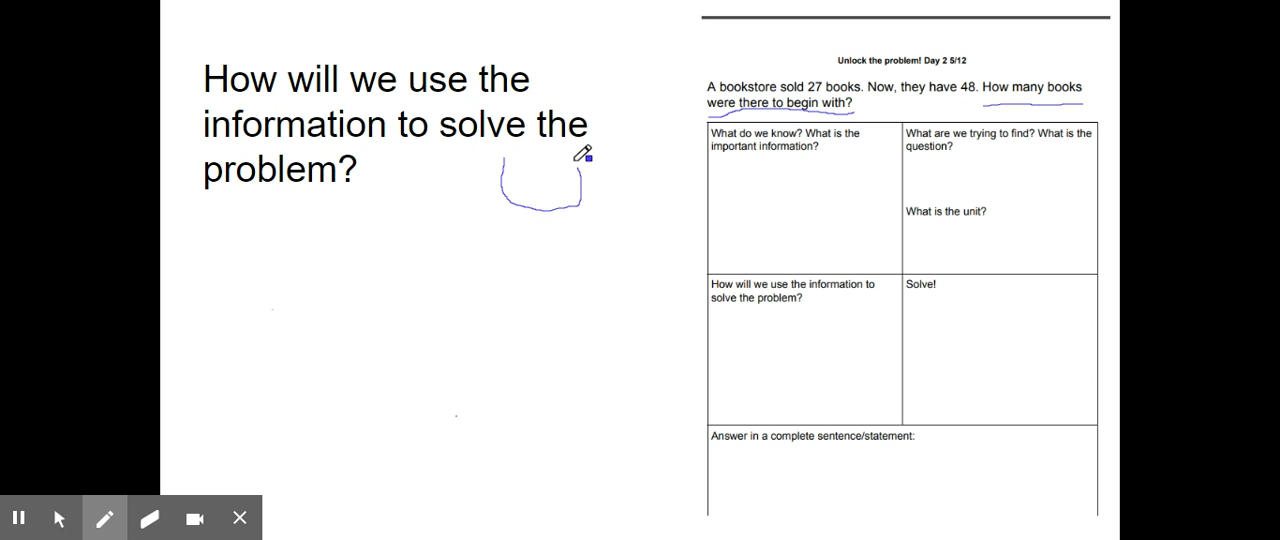 How will we use the
information to solve the
problem?
Unlock the problem! Day 2 5/12
A bookstore sold 27 books. Now, they have 48. How many books
were there to begin with?
What do we know? What is the
important information?
What are we trying to find? What is the
question?
What is the unit?
How will we use the information to
solve the problem?
Solve!
Answer in a complete sentence/statement: